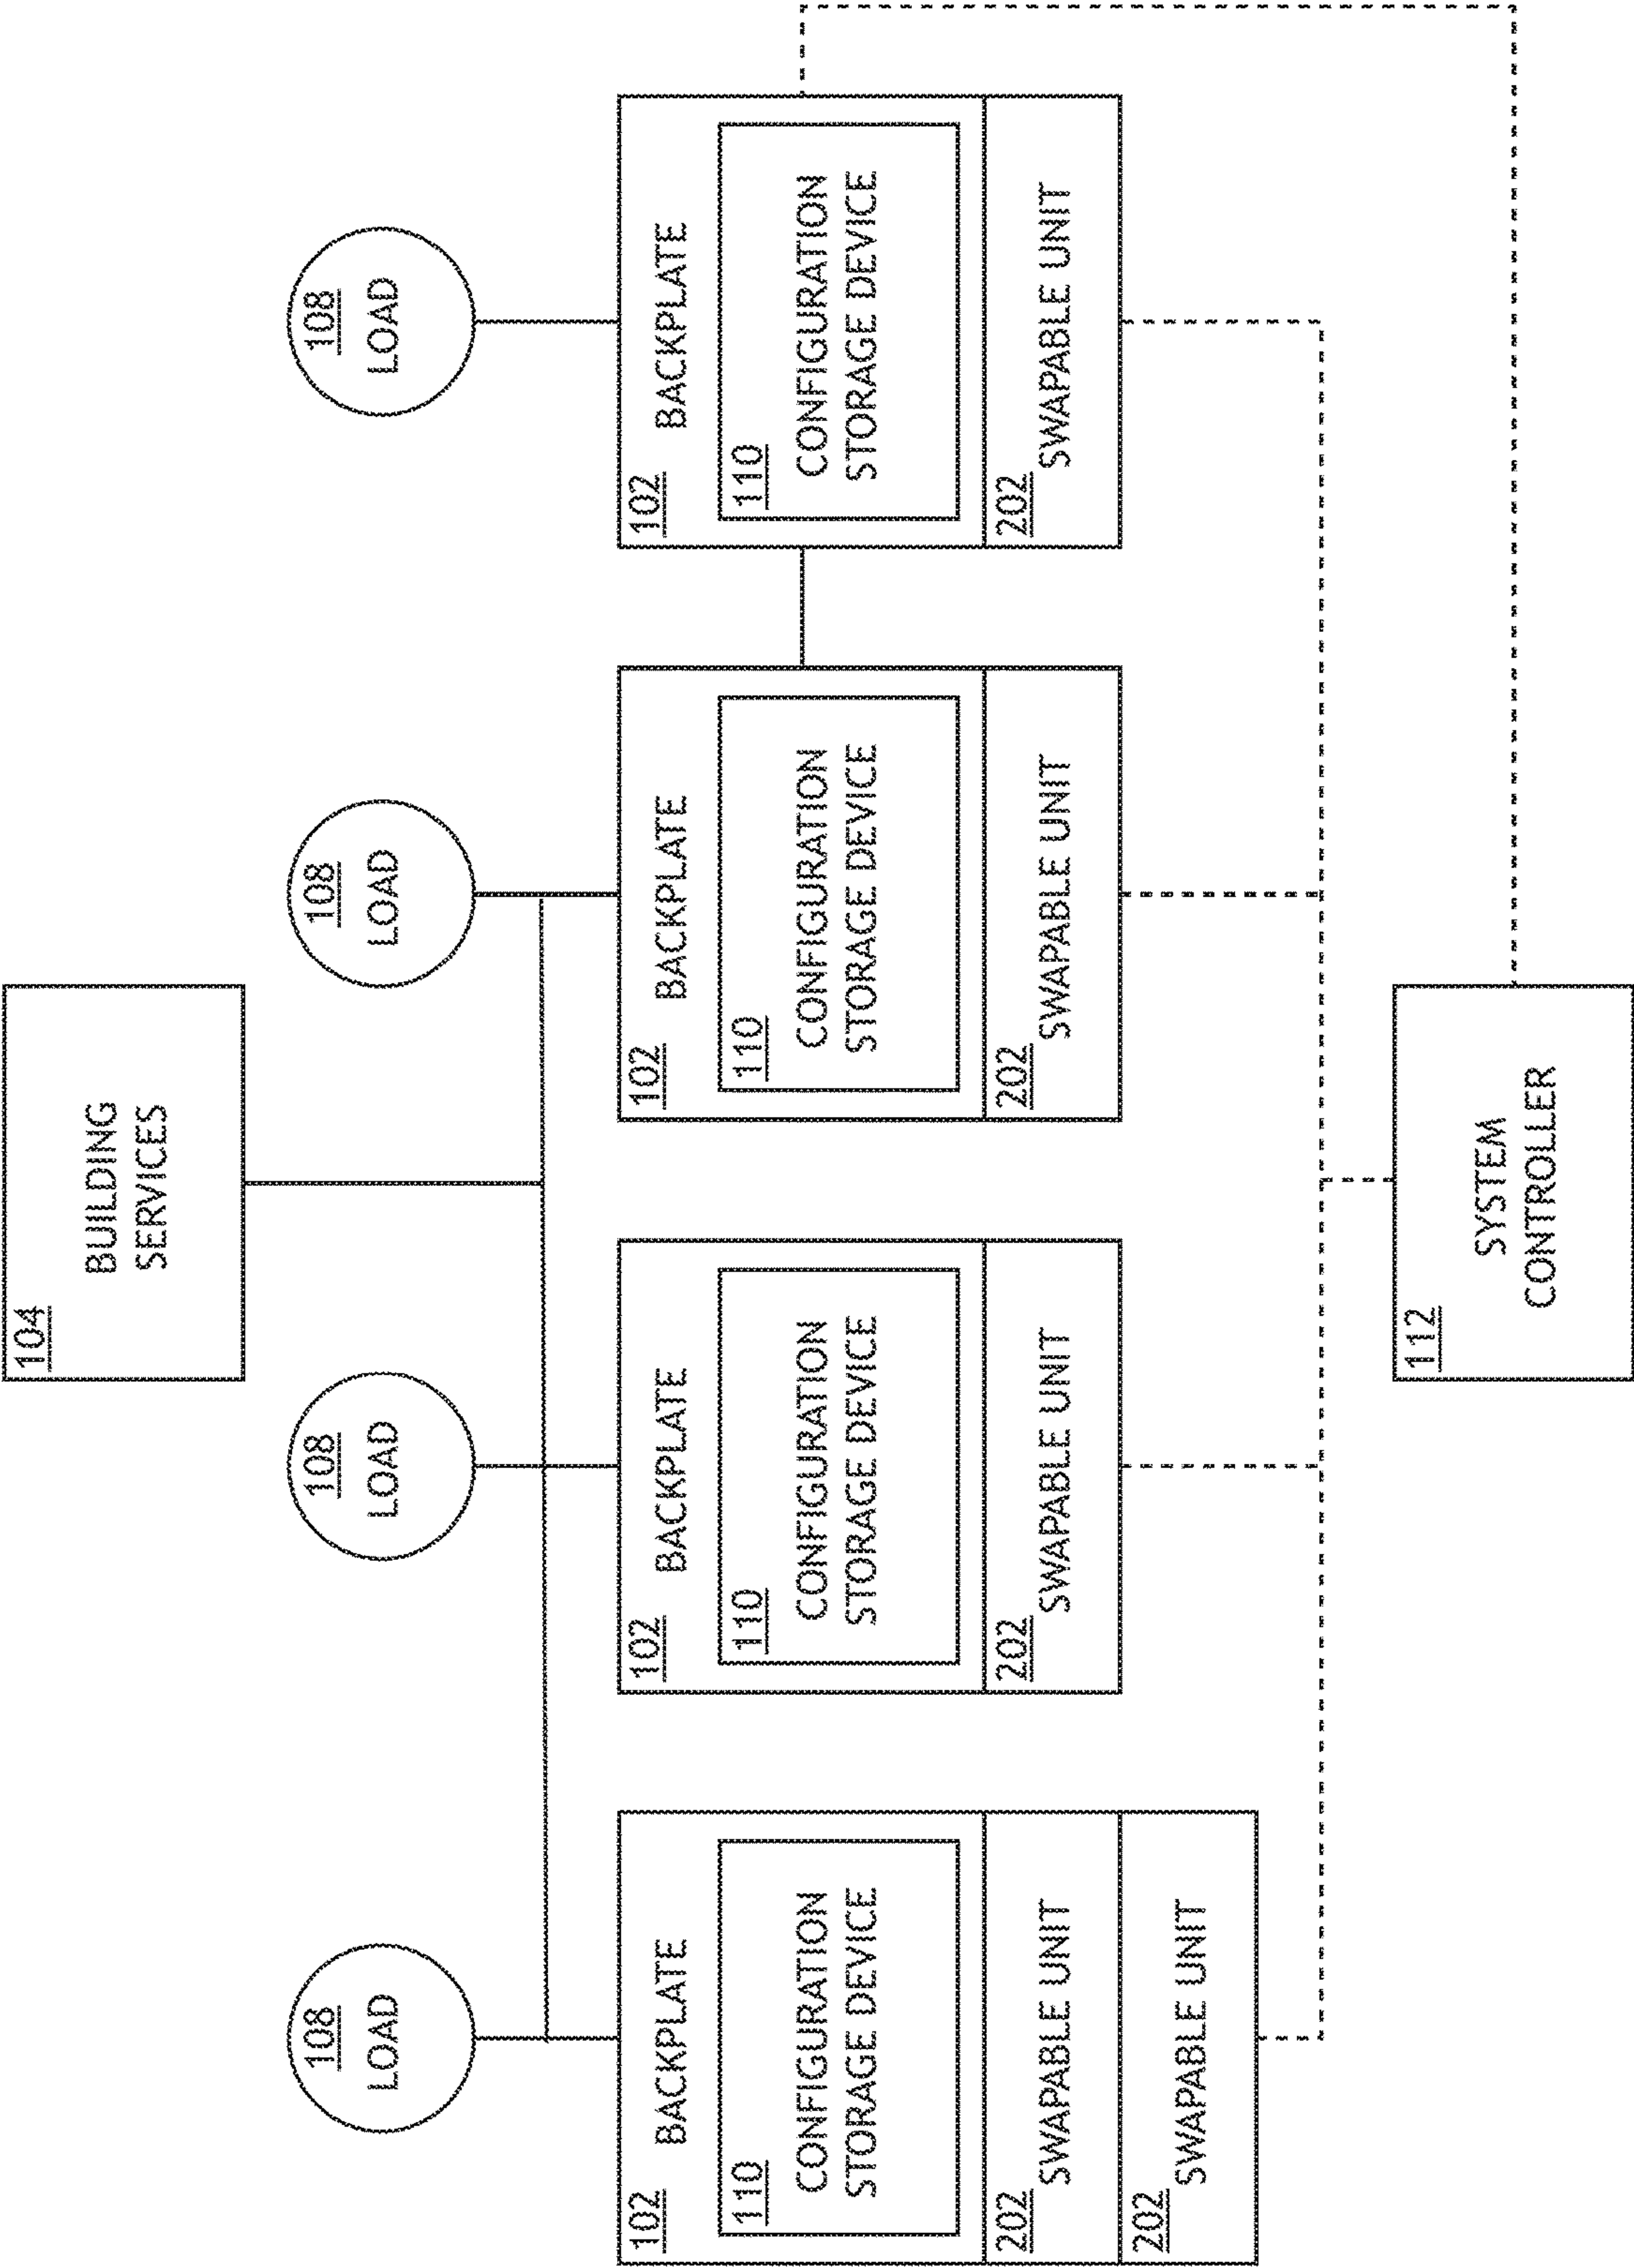 104
BUILDING
SERVICES
108
LOAD
108
LOAD
108
LOAD
108
LOAD
102
BACKPLATE
110
CONFIGURATION
STORAGE DEVICE
202
SWAPABLE UNIT
202
SWAPABLE UNIT
102
BACKPLATE
110
CONFIGURATION
STORAGE DEVICE
202
SWAPABLE UNIT
102
BACKPLATE
110
CONFIGURATION
STORAGE DEVICE
202
SWAPABLE UNIT
102
BACKPLATE
110
CONFIGURATION
STORAGE DEVICE
202
SWAPABLE UNIT
112
SYSTEM
CONTROLLER